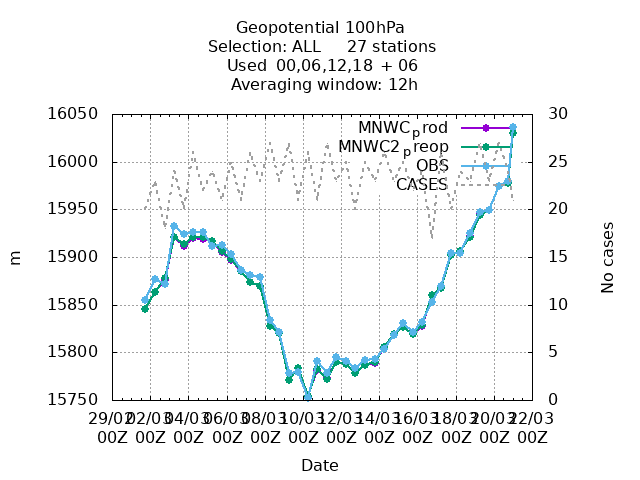 Geopotential 100hPa
Selection: ALL 27 stations
Used 00,06,12,18 + 06
Averaging window: 12h
16050
16000
15950
15900
15850
15800
15750
30
25
20
15
10
5
0
m
No cases
MNWCprod
MNWC2preop
OBS
CASES
29/02 02/03 04/03 06/03 08/03 10/03 12/03 14/03 16/03 18/03 20/03 22/03
00Z 00Z 00Z 00Z 00Z 00Z 00Z 00Z 00Z 00Z 00Z 00Z
Date